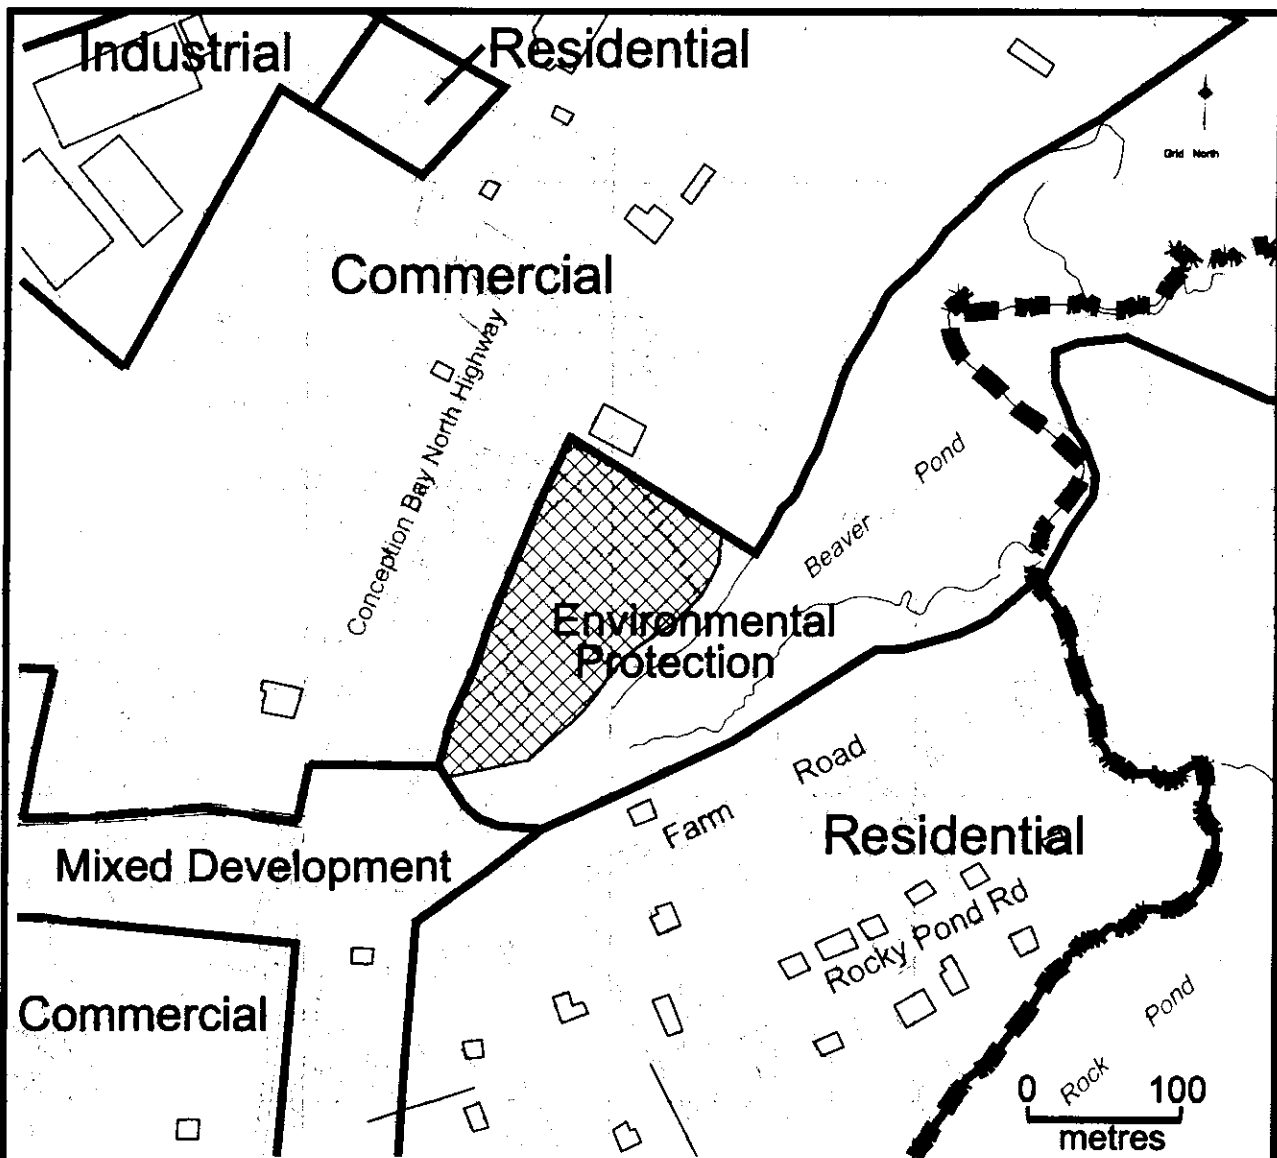 Industrial
Residential
Grid North
Commercial
Conception Bay North Highway
Beaver Pond
Environmental
Protection
Farm Road
Residential
Mixed Development
Rocky Pond Rd
Commercial
Rock Pond
0 100
metres